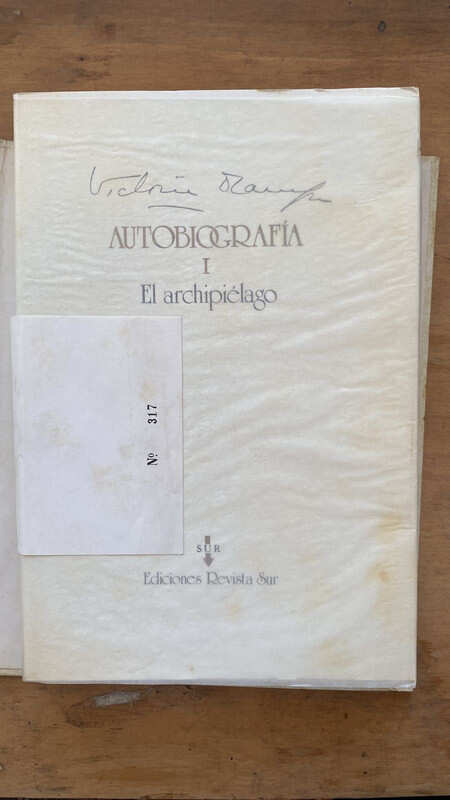 Victoria Ocampo
AUTOBIOGRAFÍA
I
El archipiélago
Nº 317
SUR
Ediciones Revista Sur